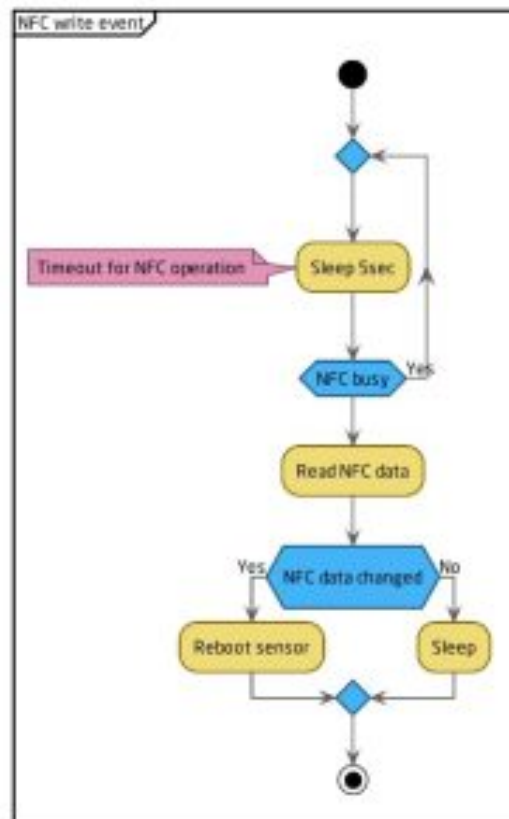 NFC write event
Timeout for NFC operation
Sleep 5sec
Yes
NFC busy
Read NFC data
Yes
NFC data changed
No
Reboot sensor
Sleep